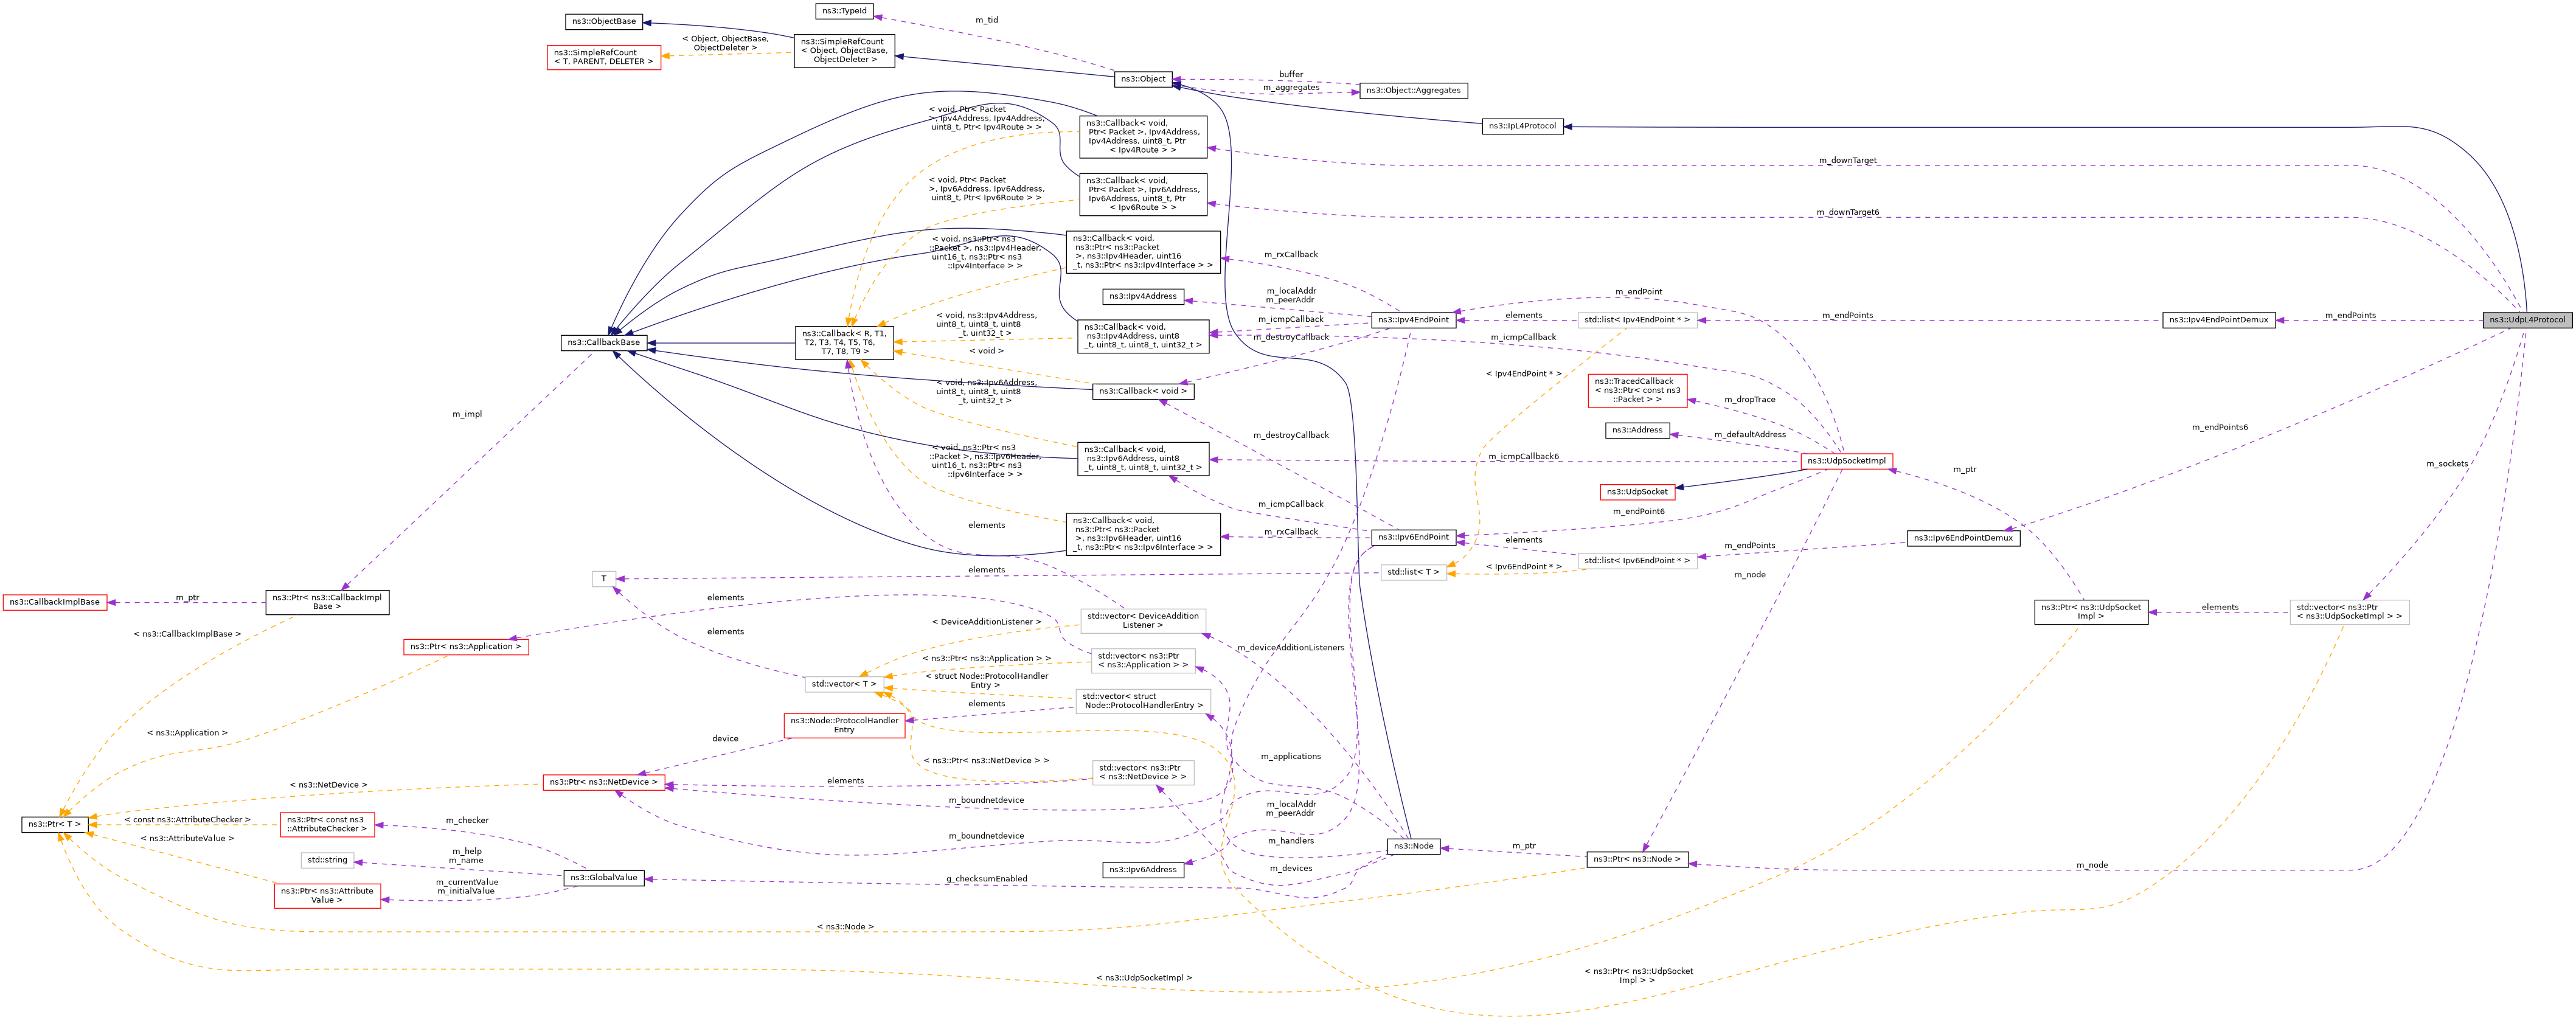 ns3::TypeId
m_tid
ns3::ObjectBase
< Object, ObjectBase,
ObjectDeleter >
ns3::SimpleRefCount
< Object, ObjectBase,
ObjectDeleter >
ns3::SimpleRefCount
< T, PARENT, DELETER >
ns3::Object
buffer
m_aggregates
ns3::Object::Aggregates
< void, Ptr< Packet
>, Ipv4Address, Ipv4Address,
uint8_t, Ptr< Ipv4Route > >
ns3::Callback< void,
Ptr< Packet >, Ipv4Address,
Ipv4Address, uint8_t, Ptr
< Ipv4Route > >
ns3::IpL4Protocol
m_downTarget
< void, Ptr< Packet
>, Ipv6Address, Ipv6Address,
uint8_t, Ptr< Ipv6Route > >
ns3::Callback< void,
Ptr< Packet >, Ipv6Address,
Ipv6Address, uint8_t, Ptr
< Ipv6Route > >
m_downTarget6
< void, ns3::Ptr< ns3
::Packet >, ns3::Ipv4Header,
uint16_t, ns3::Ptr< ns3
::Ipv4Interface > >
ns3::Callback< void,
ns3::Ptr< ns3::Packet
>, ns3::Ipv4Header, uint16
_t, ns3::Ptr< ns3::Ipv4Interface > >
m_rxCallback
ns3::Ipv4Address
m_localAddr
m_peerAddr
m_endPoint
ns3::CallbackBase
ns3::Callback< R, T1,
T2, T3, T4, T5, T6,
T7, T8, T9 >
< void, ns3::Ipv4Address,
uint8_t, uint8_t, uint8
_t, uint32_t >
ns3::Callback< void,
ns3::Ipv4Address, uint8
_t, uint8_t, uint8_t, uint32_t >
m_icmpCallback
ns3::Ipv4EndPoint
elements
std::list< Ipv4EndPoint * >
m_endPoints
ns3::Ipv4EndPointDemux
m_endPoints
ns3::UdpL4Protocol
m_destroyCallback
m_icmpCallback
< void >
ns3::Callback< void >
< Ipv4EndPoint * >
ns3::TracedCallback
< ns3::Ptr< const ns3
::Packet > >
m_dropTrace
m_impl
< void, ns3::Ipv6Address,
uint8_t, uint8_t, uint8
_t, uint32_t >
m_destroyCallback
ns3::Address
m_defaultAddress
m_endPoints6
< void, ns3::Ptr< ns3
::Packet >, ns3::Ipv6Header,
uint16_t, ns3::Ptr< ns3
::Ipv6Interface > >
ns3::Callback< void,
ns3::Ipv6Address, uint8
_t, uint8_t, uint8_t, uint32_t >
m_icmpCallback6
ns3::UdpSocketImpl
m_ptr
m_sockets
ns3::UdpSocket
m_icmpCallback
m_endPoint6
elements
ns3::Callback< void,
ns3::Ptr< ns3::Packet
>, ns3::Ipv6Header, uint16
_t, ns3::Ptr< ns3::Ipv6Interface > >
m_rxCallback
ns3::Ipv6EndPoint
elements
std::list< Ipv6EndPoint * >
m_endPoints
ns3::Ipv6EndPointDemux
T
elements
std::list< T >
< Ipv6EndPoint * >
m_node
ns3::CallbackImplBase
m_ptr
ns3::Ptr< ns3::CallbackImpl
Base >
elements
std::vector< DeviceAddition
Listener >
ns3::Ptr< ns3::UdpSocket
Impl >
elements
std::vector< ns3::Ptr
< ns3::UdpSocketImpl > >
< ns3::CallbackImplBase >
ns3::Ptr< ns3::Application >
elements
< DeviceAdditionListener >
m_deviceAdditionListeners
< ns3::Ptr< ns3::Application > >
std::vector< ns3::Ptr
< ns3::Application > >
std::vector< T >
< struct Node::ProtocolHandler
Entry >
std::vector< struct
Node::ProtocolHandlerEntry >
elements
ns3::Node::ProtocolHandler
Entry
< ns3::Application >
device
< ns3::Ptr< ns3::NetDevice > >
std::vector< ns3::Ptr
< ns3::NetDevice > >
m_applications
< ns3::NetDevice >
ns3::Ptr< ns3::NetDevice >
elements
m_boundnetdevice
m_localAddr
m_peerAddr
ns3::Ptr< T >
< const ns3::AttributeChecker >
ns3::Ptr< const ns3
::AttributeChecker >
m_checker
m_boundnetdevice
m_handlers
ns3::Node
m_ptr
ns3::Ptr< ns3::Node >
m_node
< ns3::AttributeValue >
std::string
m_help
m_name
ns3::Ipv6Address
m_devices
ns3::GlobalValue
g_checksumEnabled
ns3::Ptr< ns3::Attribute
Value >
m_currentValue
m_initialValue
< ns3::Node >
< ns3::UdpSocketImpl >
< ns3::Ptr< ns3::UdpSocket
Impl > >